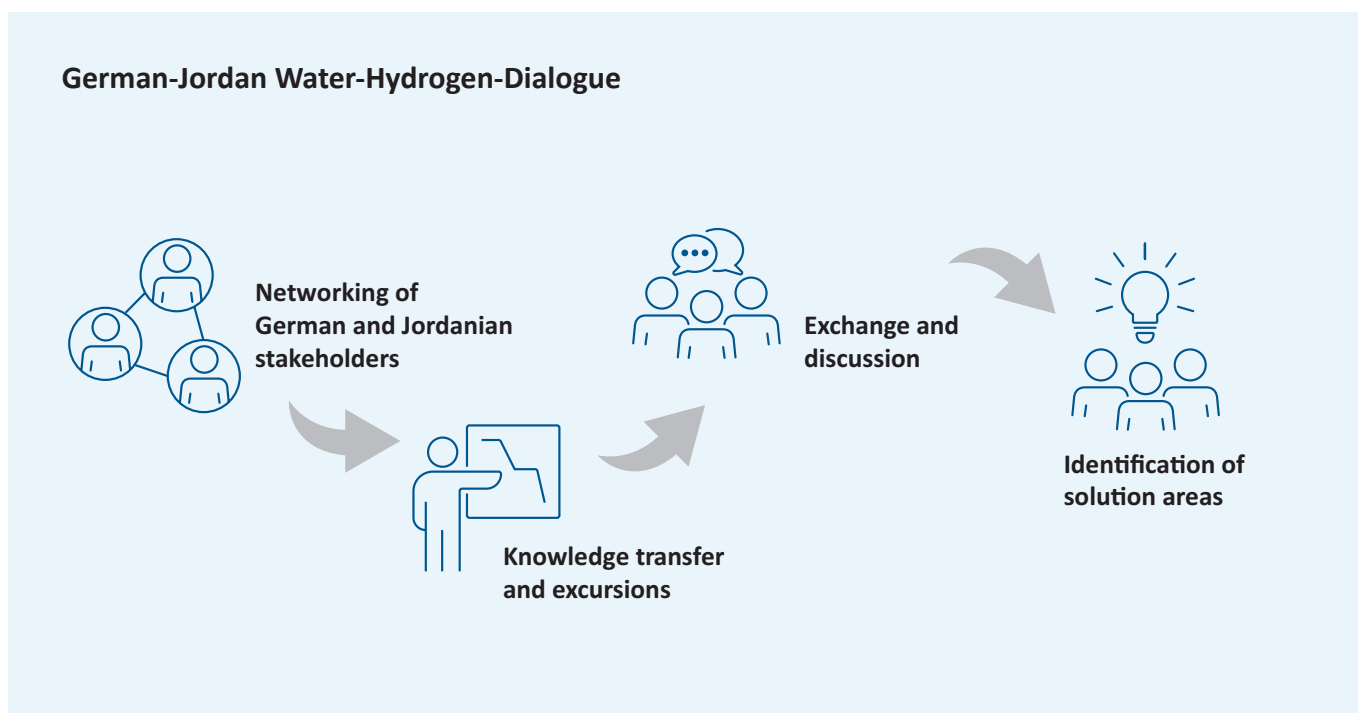 German-Jordan Water-Hydrogen-Dialogue
Networking of
German and Jordanian
stakeholders
Knowledge transfer
and excursions
Exchange and
discussion
Identification of
solution areas